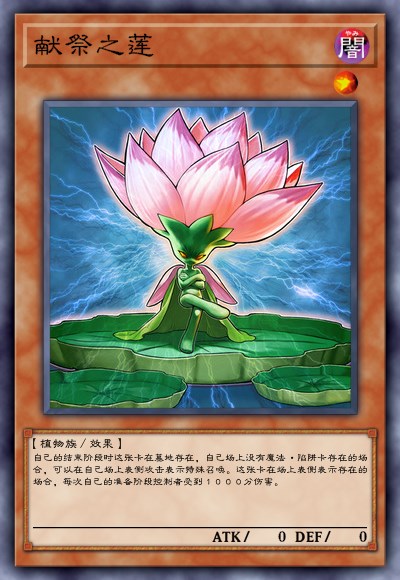 献祭之莲
やみ
闇
【植物族／效果】
自己的结束阶段时这张卡在墓地存在，自己场上没有魔法·陷阱卡存在的场
合，可以在自己场上表侧攻击表示特殊召唤。这张卡在场上表侧表示存在的
场合，每次自己的准备阶段控制者受到１０００分伤害。
ATK/ 0 DEF/ 0